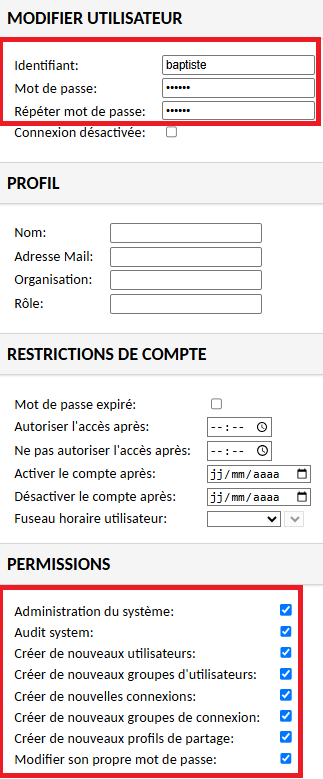 MODIFIER UTILISATEUR
Identifiant: baptiste
Mot de passe: ••••••
Répéter mot de passe: ••••••
Connexion désactivée:
PROFIL
Nom:
Adresse Mail:
Organisation:
Rôle:
RESTRICTIONS DE COMPTE
Mot de passe expiré:
Autoriser l'accès après: --:--
Ne pas autoriser l'accès après: --:--
Activer le compte après: jj/mm/aaaa
Désactiver le compte après: jj/mm/aaaa
Fuseau horaire utilisateur:
PERMISSIONS
Administration du système:
Audit system:
Créer de nouveaux utilisateurs:
Créer de nouveaux groupes d'utilisateurs:
Créer de nouvelles connexions:
Créer de nouveaux groupes de connexion:
Créer de nouveaux profils de partage:
Modifier son propre mot de passe: